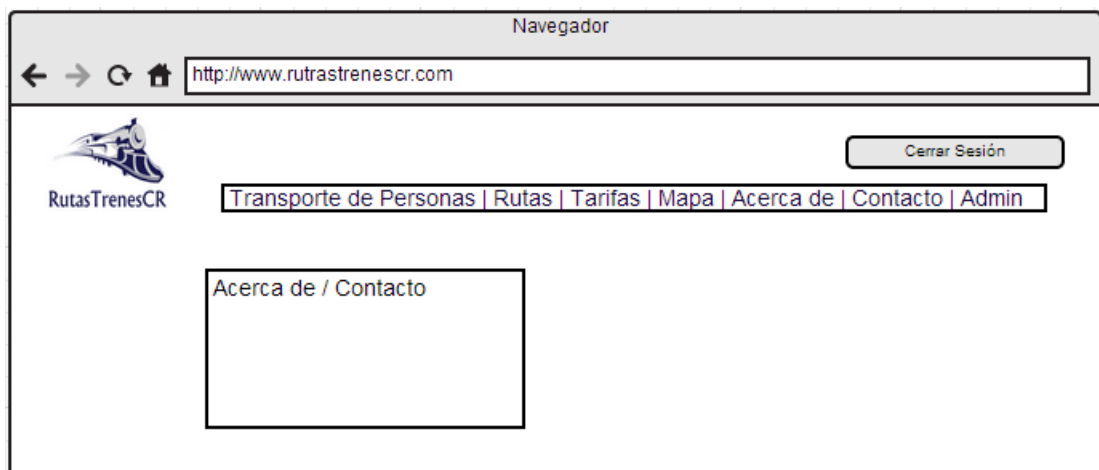 Navegador
http://www.rutrastrenescr.com
Cerrar Sesión
RutasTrenesCR
Transporte de Personas | Rutas | Tarifas | Mapa | Acerca de | Contacto | Admin
Acerca de / Contacto